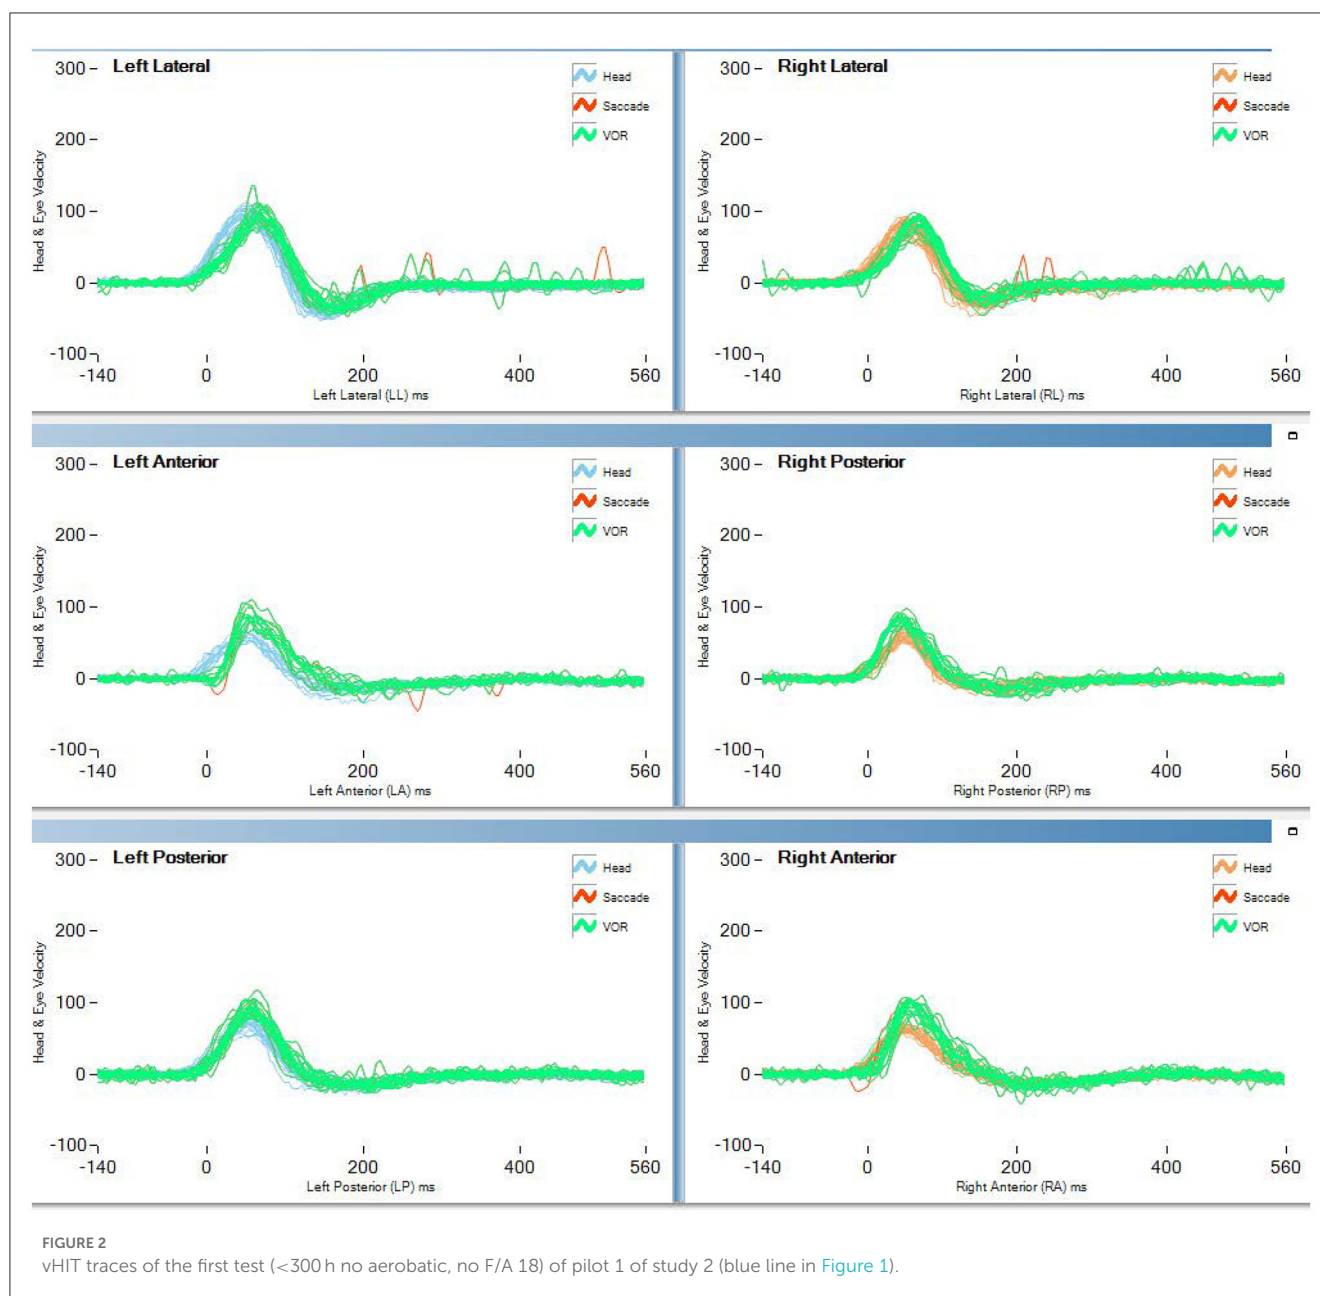 Left Lateral
300
200
100
0
-100
-140 0 200 400 560
Head & Eye Velocity
Left Lateral (LL) ms
Head
Saccade
VOR
Right Lateral
300
200
100
0
-100
-140 0 200 400 560
Head & Eye Velocity
Right Lateral (RL) ms
Head
Saccade
VOR
Left Anterior
300
200
100
0
-100
-140 0 200 400 560
Head & Eye Velocity
Left Anterior (LA) ms
Head
Saccade
VOR
Right Posterior
300
200
100
0
-100
-140 0 200 400 560
Head & Eye Velocity
Right Posterior (RP) ms
Head
Saccade
VOR
Left Posterior
300
200
100
0
-100
-140 0 200 400 560
Head & Eye Velocity
Left Posterior (LP) ms
Head
Saccade
VOR
Right Anterior
300
200
100
0
-100
-140 0 200 400 560
Head & Eye Velocity
Right Anterior (RA) ms
Head
Saccade
VOR
FIGURE 2
vHIT traces of the first test (<300 h no aerobatic, no F/A 18) of pilot 1 of study 2 (blue line in Figure 1).